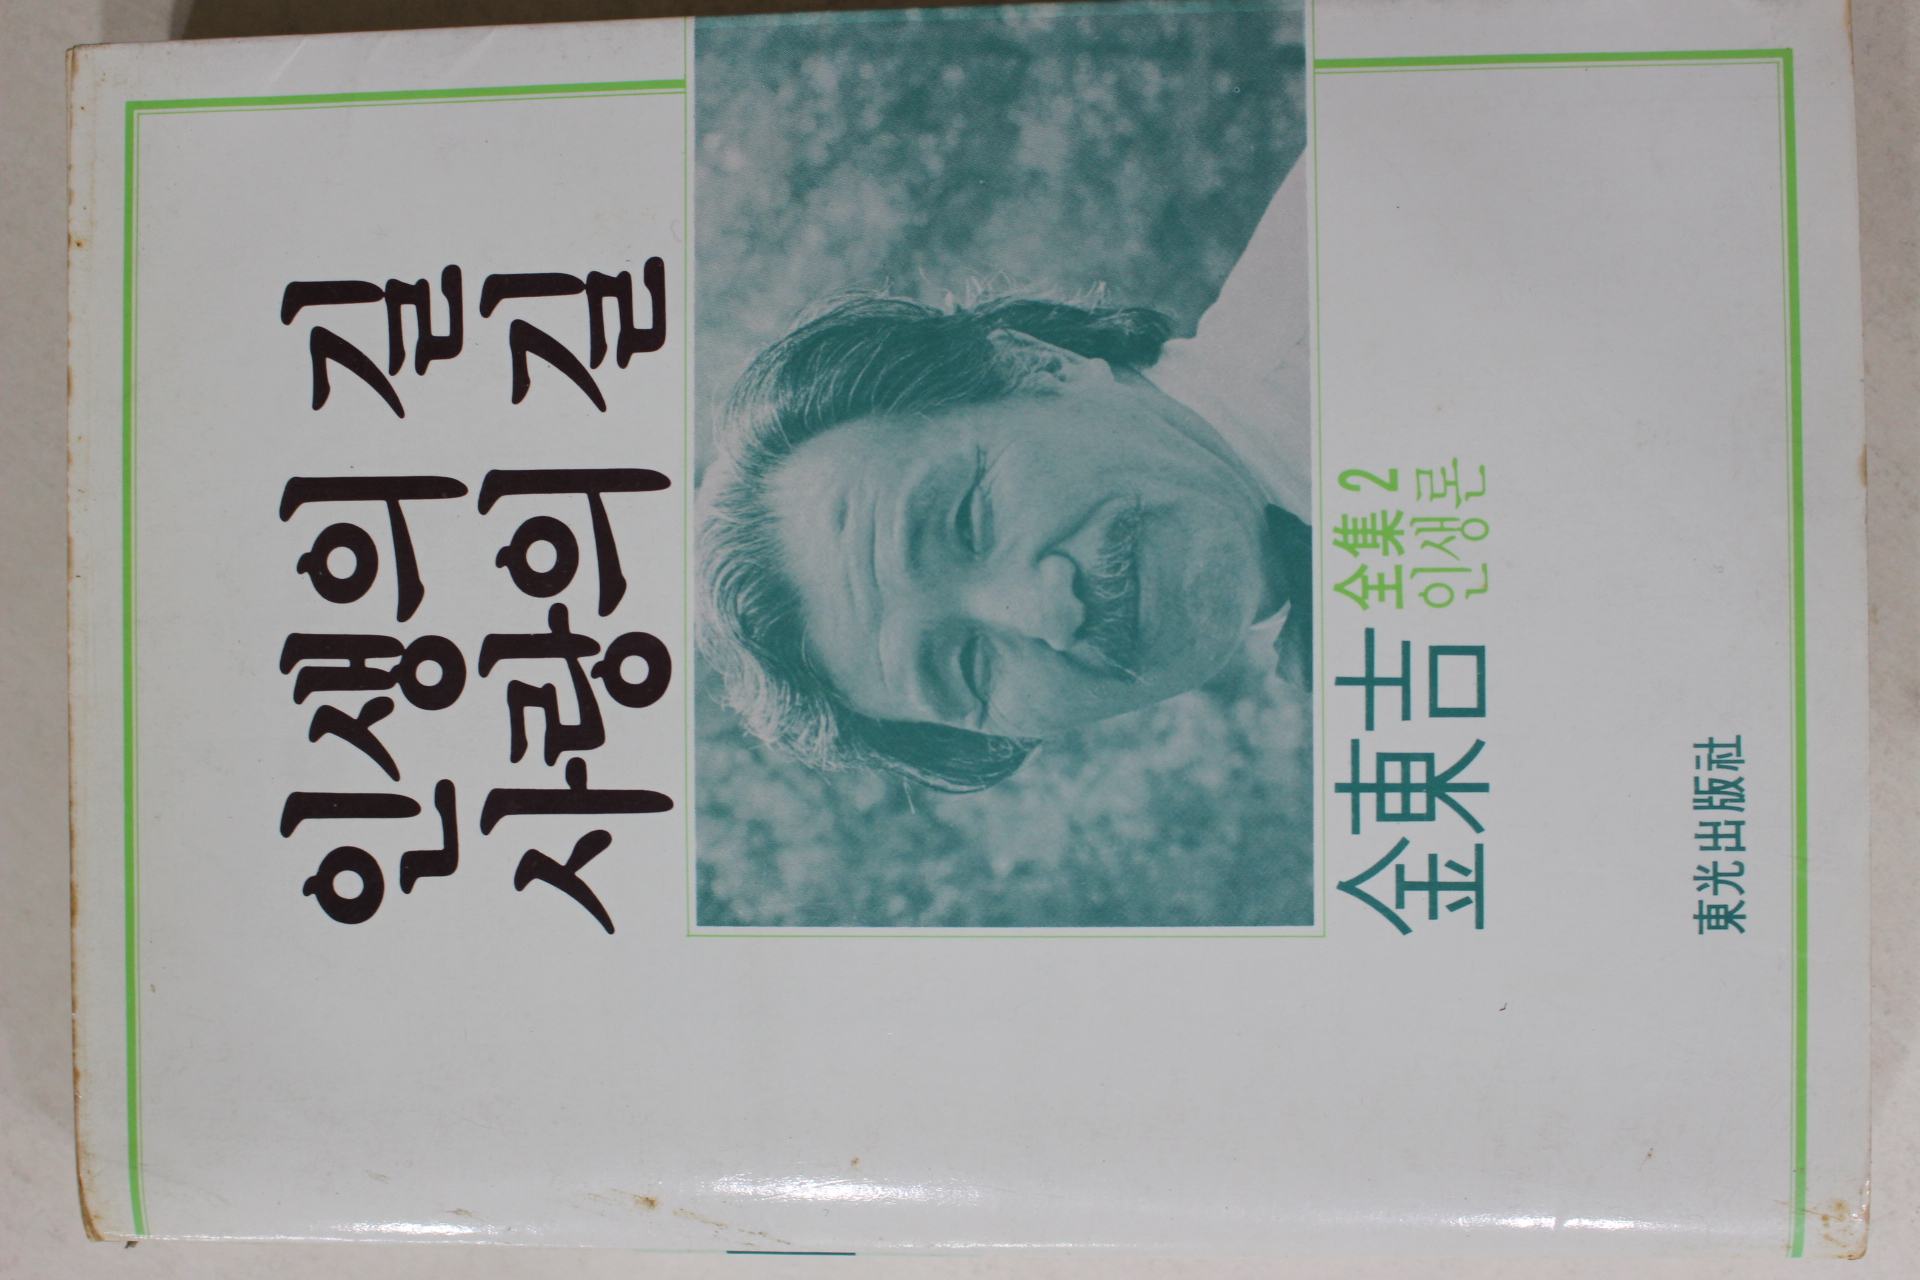 인생의 길
사랑의 길
金東吉
全集 2
인생론
東光出版社